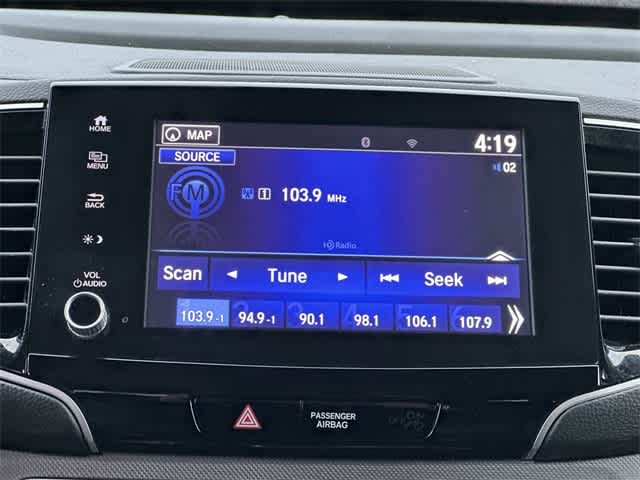 HOME
MENU
BACK
VOL
AUDIO
MAP
4:19
SOURCE
02
FM
103.9 MHz
HD Radio
Scan
Tune
Seek
103.9-1 94.9-1 90.1 98.1 106.1 107.9
PASSENGER
AIRBAG